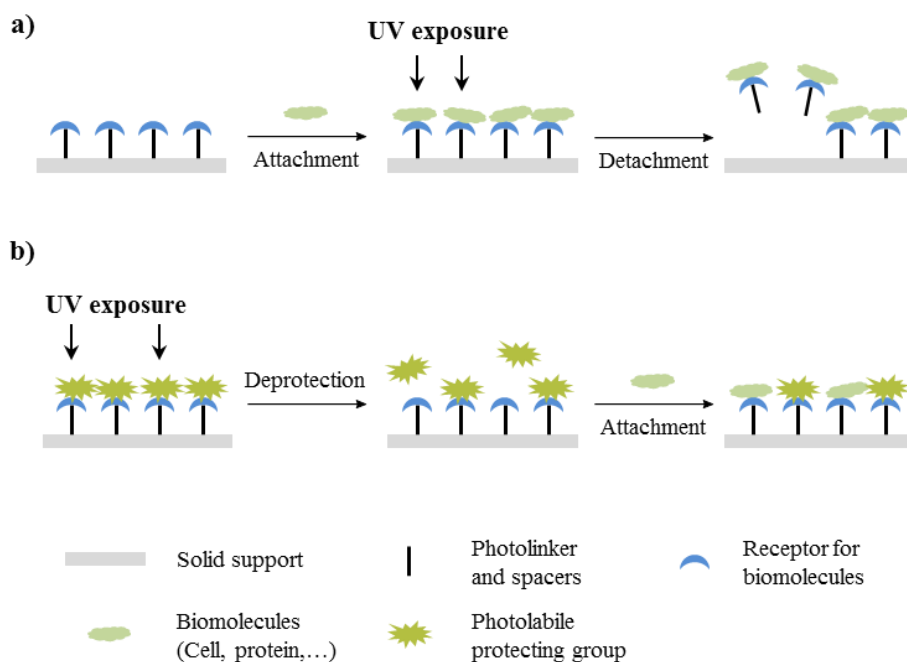 a)
UV exposure
Attachment
Detachment
b)
UV exposure
Deprotection
Attachment
Solid support
Photolinker
and spacers
Receptor for
biomolecules
Biomolecules
(Cell, protein,…)
Photolabile
protecting group